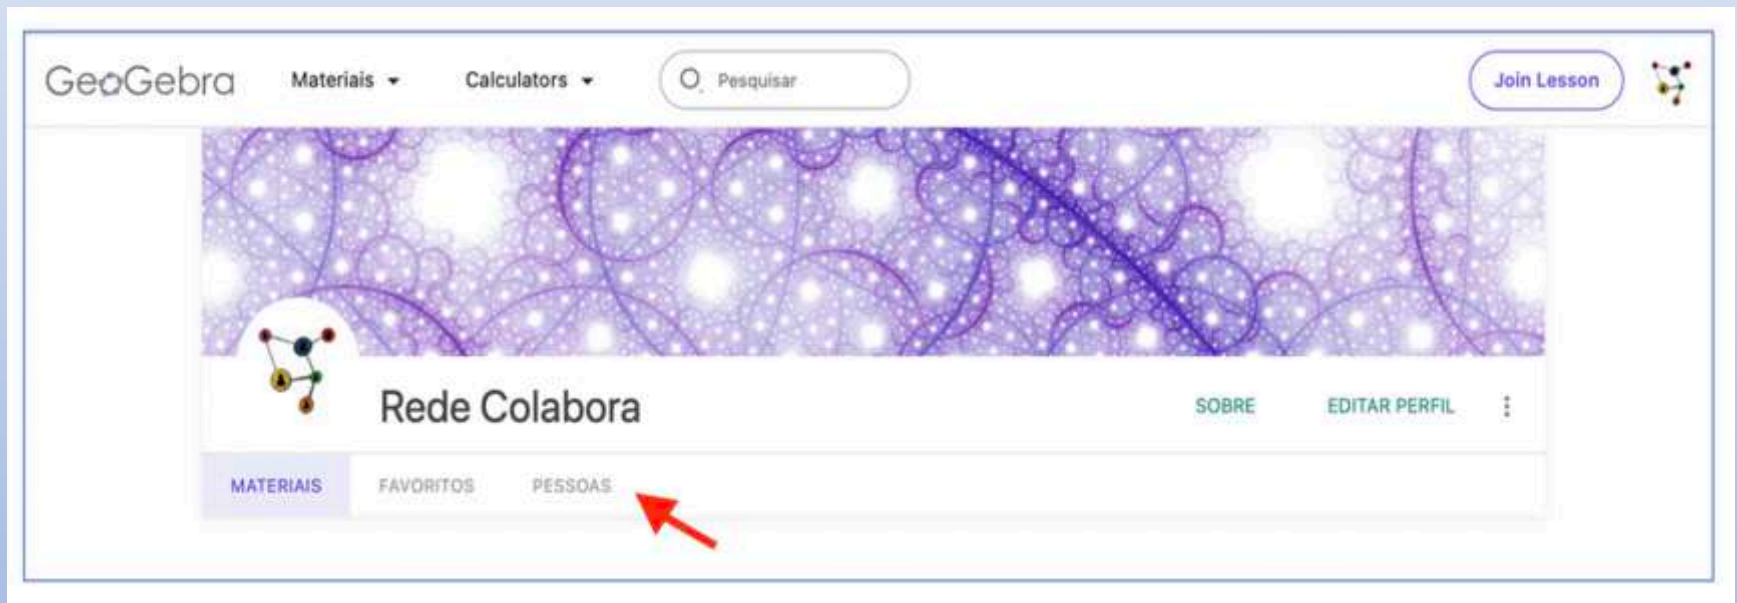 GeoGebra Materiais Calculators Pesquisar Join Lesson
Rede Colabora SOBRE EDITAR PERFIL
MATERIAIS FAVORITOS PESSOAS